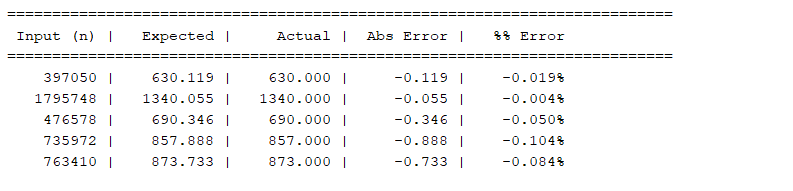 ==========================================================================
 Input (n) |   Expected |     Actual |  Abs Error |   %% Error
==========================================================================
    397050 |    630.119 |    630.000 |     -0.119 |    -0.019%
   1795748 |   1340.055 |   1340.000 |     -0.055 |    -0.004%
    476578 |    690.346 |    690.000 |     -0.346 |    -0.050%
    735972 |    857.888 |    857.000 |     -0.888 |    -0.104%
    763410 |    873.733 |    873.000 |     -0.733 |    -0.084%